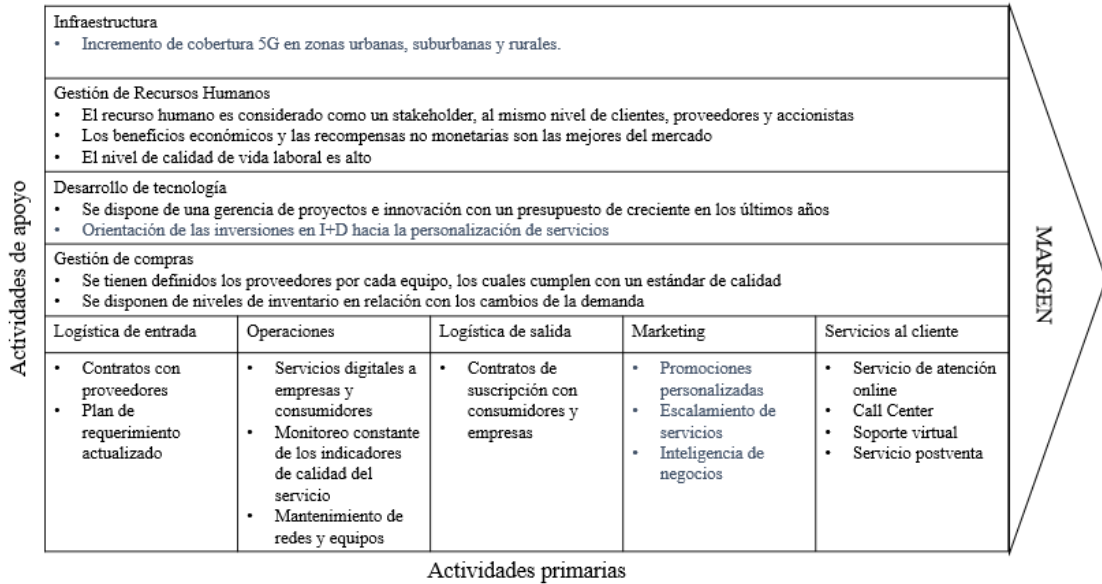 Infraestructura
• Incremento de cobertura 5G en zonas urbanas, suburbanas y rurales.
Gestión de Recursos Humanos
• El recurso humano es considerado como un stakeholder, al mismo nivel de clientes, proveedores y accionistas
• Los beneficios económicos y las recompensas no monetarias son las mejores del mercado
• El nivel de calidad de vida laboral es alto
Desarrollo de tecnología
• Se dispone de una gerencia de proyectos e innovación con un presupuesto de creciente en los últimos años
• Orientación de las inversiones en I+D hacia la personalización de servicios
Gestión de compras
• Se tienen definidos los proveedores por cada equipo, los cuales cumplen con un estándar de calidad
• Se disponen de niveles de inventario en relación con los cambios de la demanda
Actividades de apoyo
Logística de entrada
• Contratos con
proveedores
• Plan de
requerimiento
actualizado
Operaciones
• Servicios digitales a
empresas y
consumidores
• Monitoreo constante
de los indicadores
de calidad del
servicio
• Mantenimiento de
redes y equipos
Logística de salida
• Contratos de
suscripción con
consumidores y
empresas
Marketing
• Promociones
personalizadas
• Escalamiento de
servicios
• Inteligencia de
negocios
Servicios al cliente
• Servicio de atención
online
• Call Center
• Soporte virtual
• Servicio postventa
MARGEN
Actividades primarias